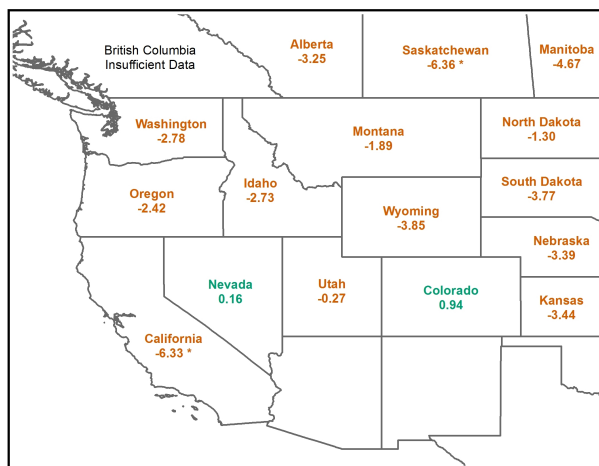 British Columbia
Insufficient Data
Alberta
-3.25
Saskatchewan
-6.36 *
Manitoba
-4.67
Washington
-2.78
Montana
-1.89
North Dakota
-1.30
Oregon
-2.42
Idaho
-2.73
Wyoming
-3.85
South Dakota
-3.77
Nebraska
-3.39
Nevada
0.16
Utah
-0.27
Colorado
0.94
Kansas
-3.44
California
-6.33 *